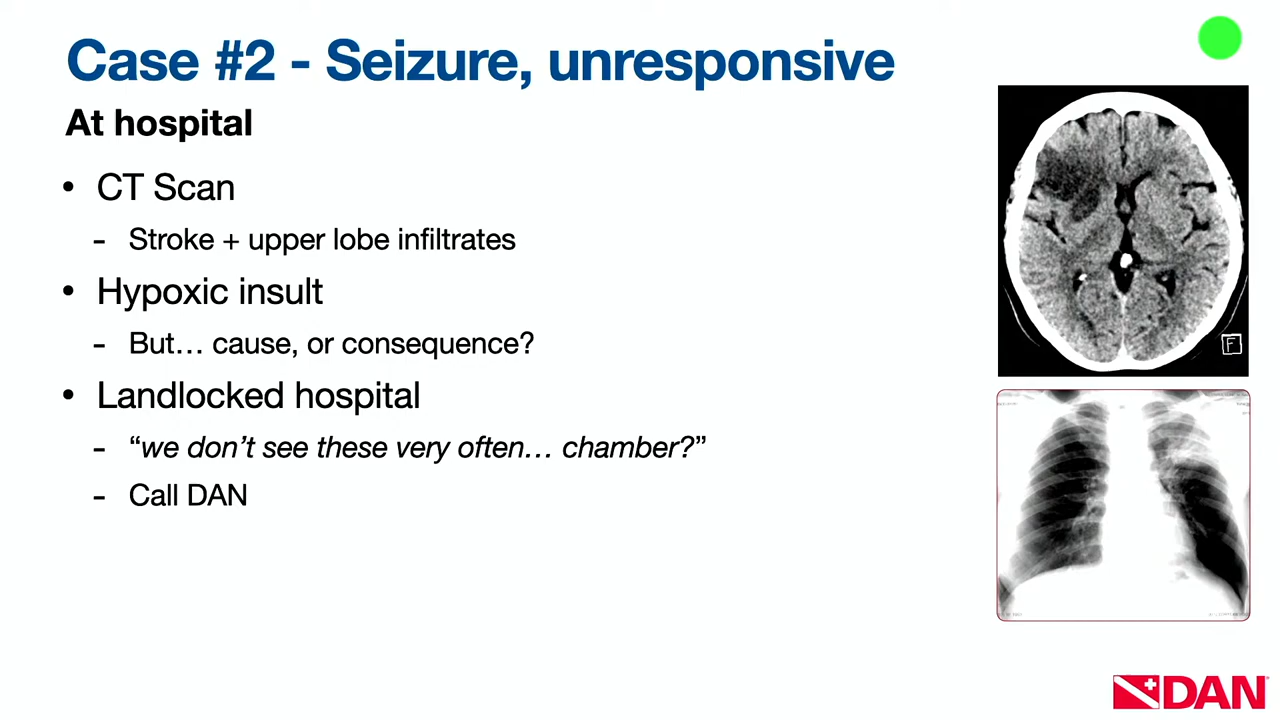 Case #2 - Seizure, unresponsive
At hospital
• CT Scan
- Stroke + upper lobe infiltrates
• Hypoxic insult
- But… cause, or consequence?
• Landlocked hospital
- “we don’t see these very often… chamber?”
- Call DAN
F
DAN